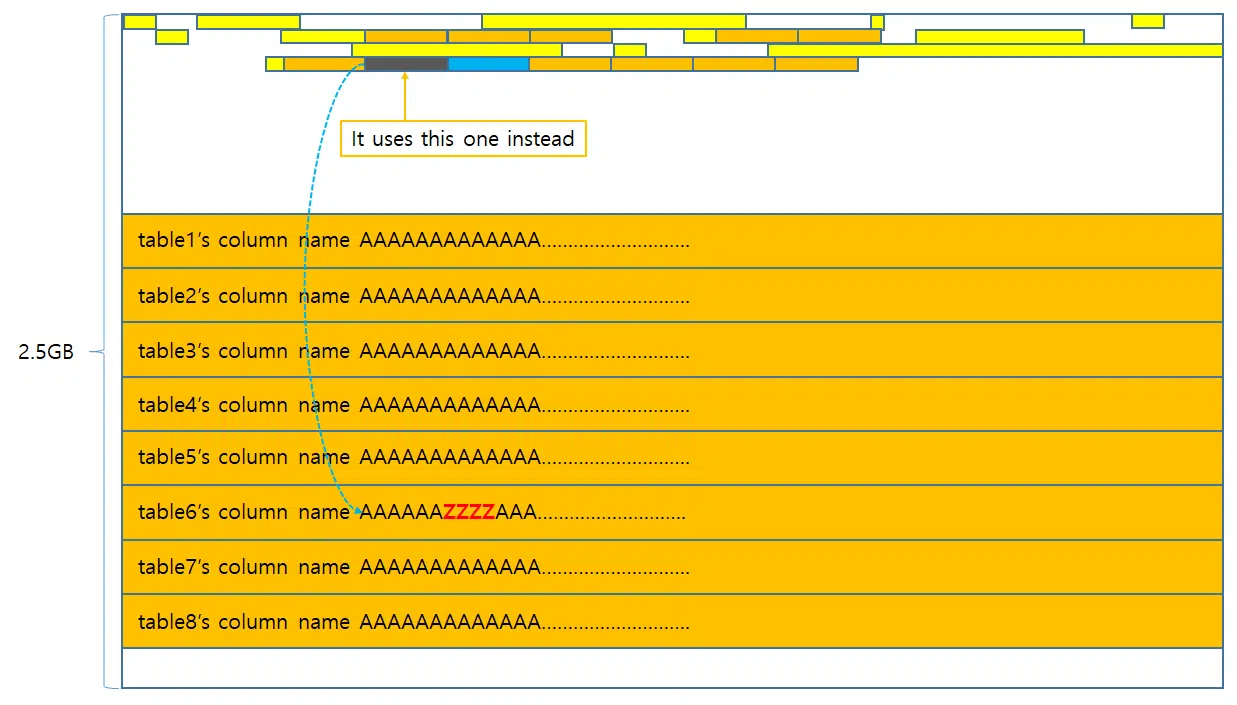 It uses this one instead
table1's column name AAAAAAAAAAAAA............................
table2's column name AAAAAAAAAAAAA............................
2.5GB
table3's column name AAAAAAAAAAAAA............................
table4's column name AAAAAAAAAAAAA............................
table5's column name AAAAAAAAAAAAA............................
table6's column name AAAAAAZZZZAAA............................
table7's column name AAAAAAAAAAAAA............................
table8's column name AAAAAAAAAAAAA............................